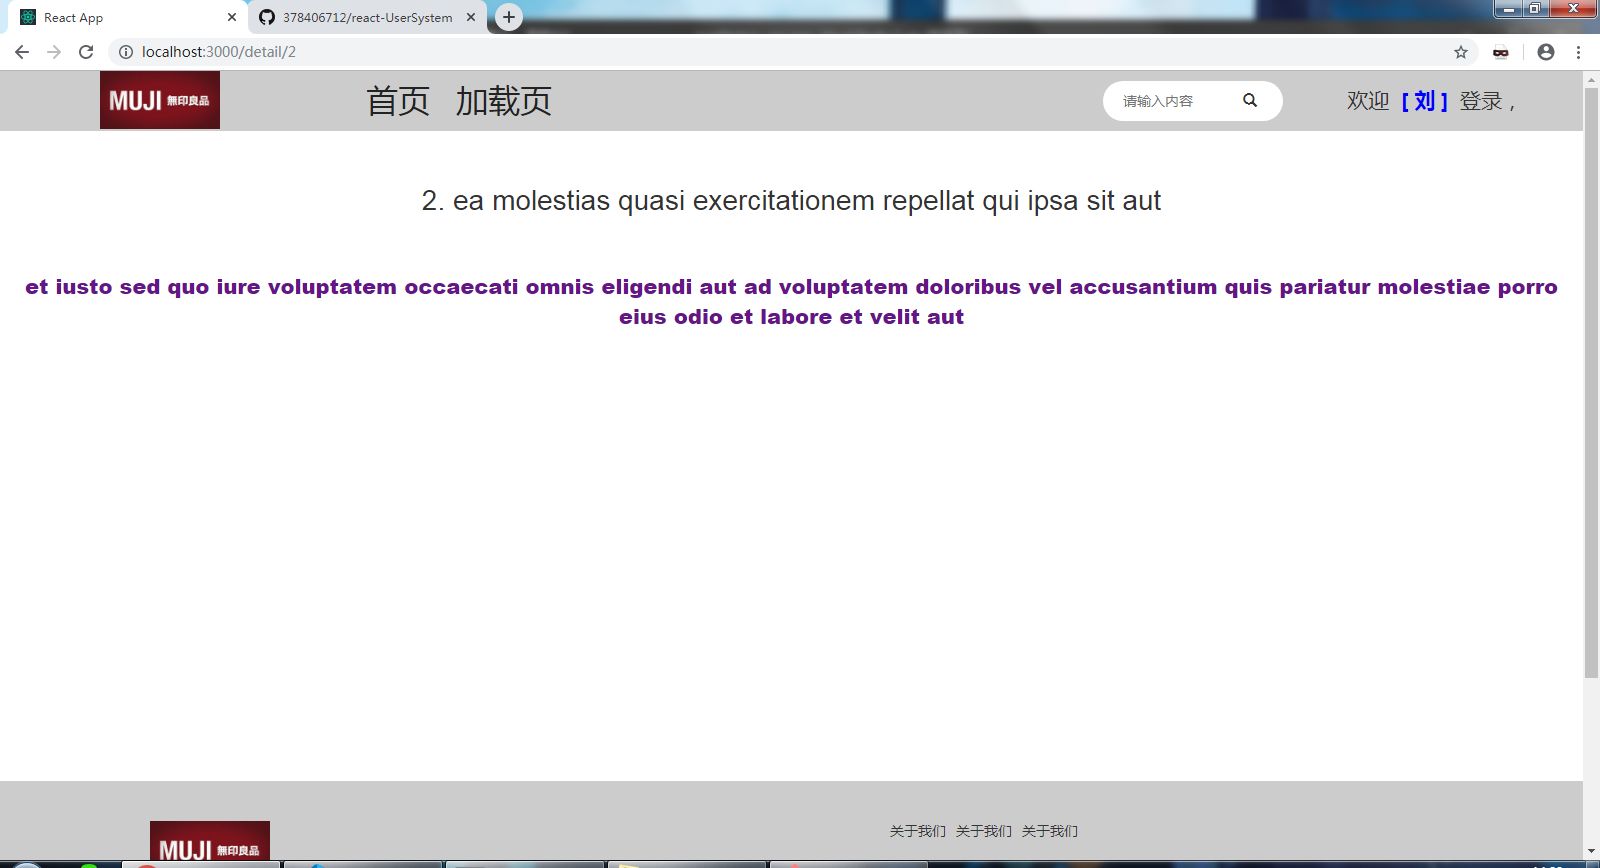 React App
378406712/react-UserSystem
localhost:3000/detail/2
MUJI 無印良品
首页 加载页
请输入内容
欢迎 [ 刘 ] 登录 ,
2. ea molestias quasi exercitationem repellat qui ipsa sit aut
et iusto sed quo iure voluptatem occaecati omnis eligendi aut ad voluptatem doloribus vel accusantium quis pariatur molestiae porro
eius odio et labore et velit aut
关于我们 关于我们 关于我们
MUJI 無印良品